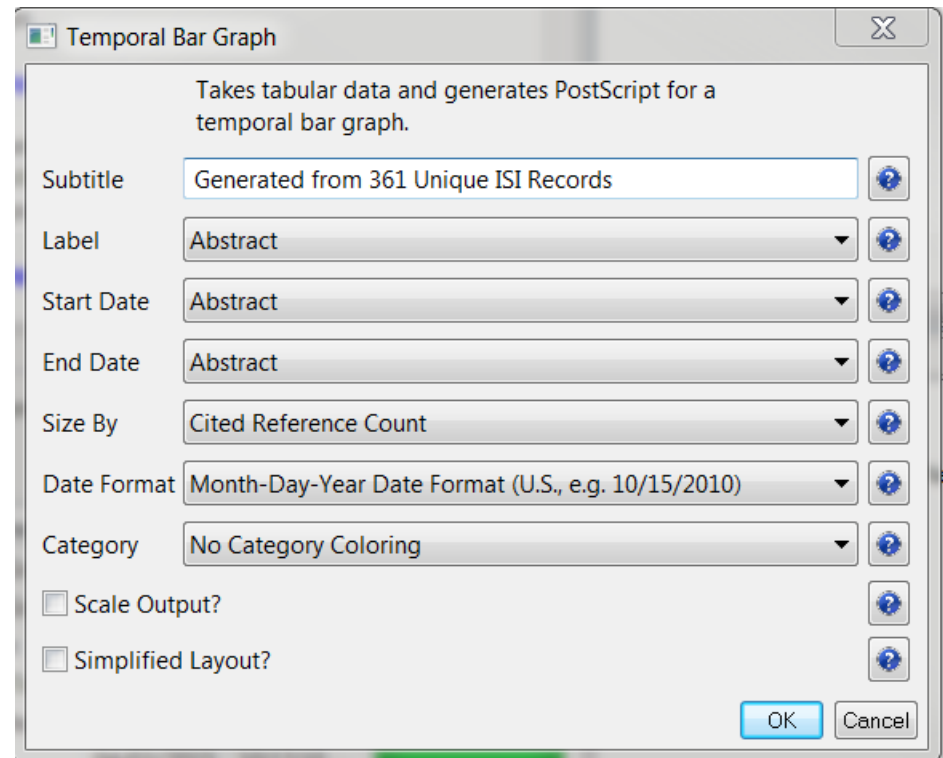 Temporal Bar Graph
Takes tabular data and generates PostScript for a
temporal bar graph.
Subtitle Generated from 361 Unique ISI Records
Label Abstract
Start Date Abstract
End Date Abstract
Size By Cited Reference Count
Date Format Month-Day-Year Date Format (U.S., e.g. 10/15/2010)
Category No Category Coloring
Scale Output?
Simplified Layout?
OK Cancel